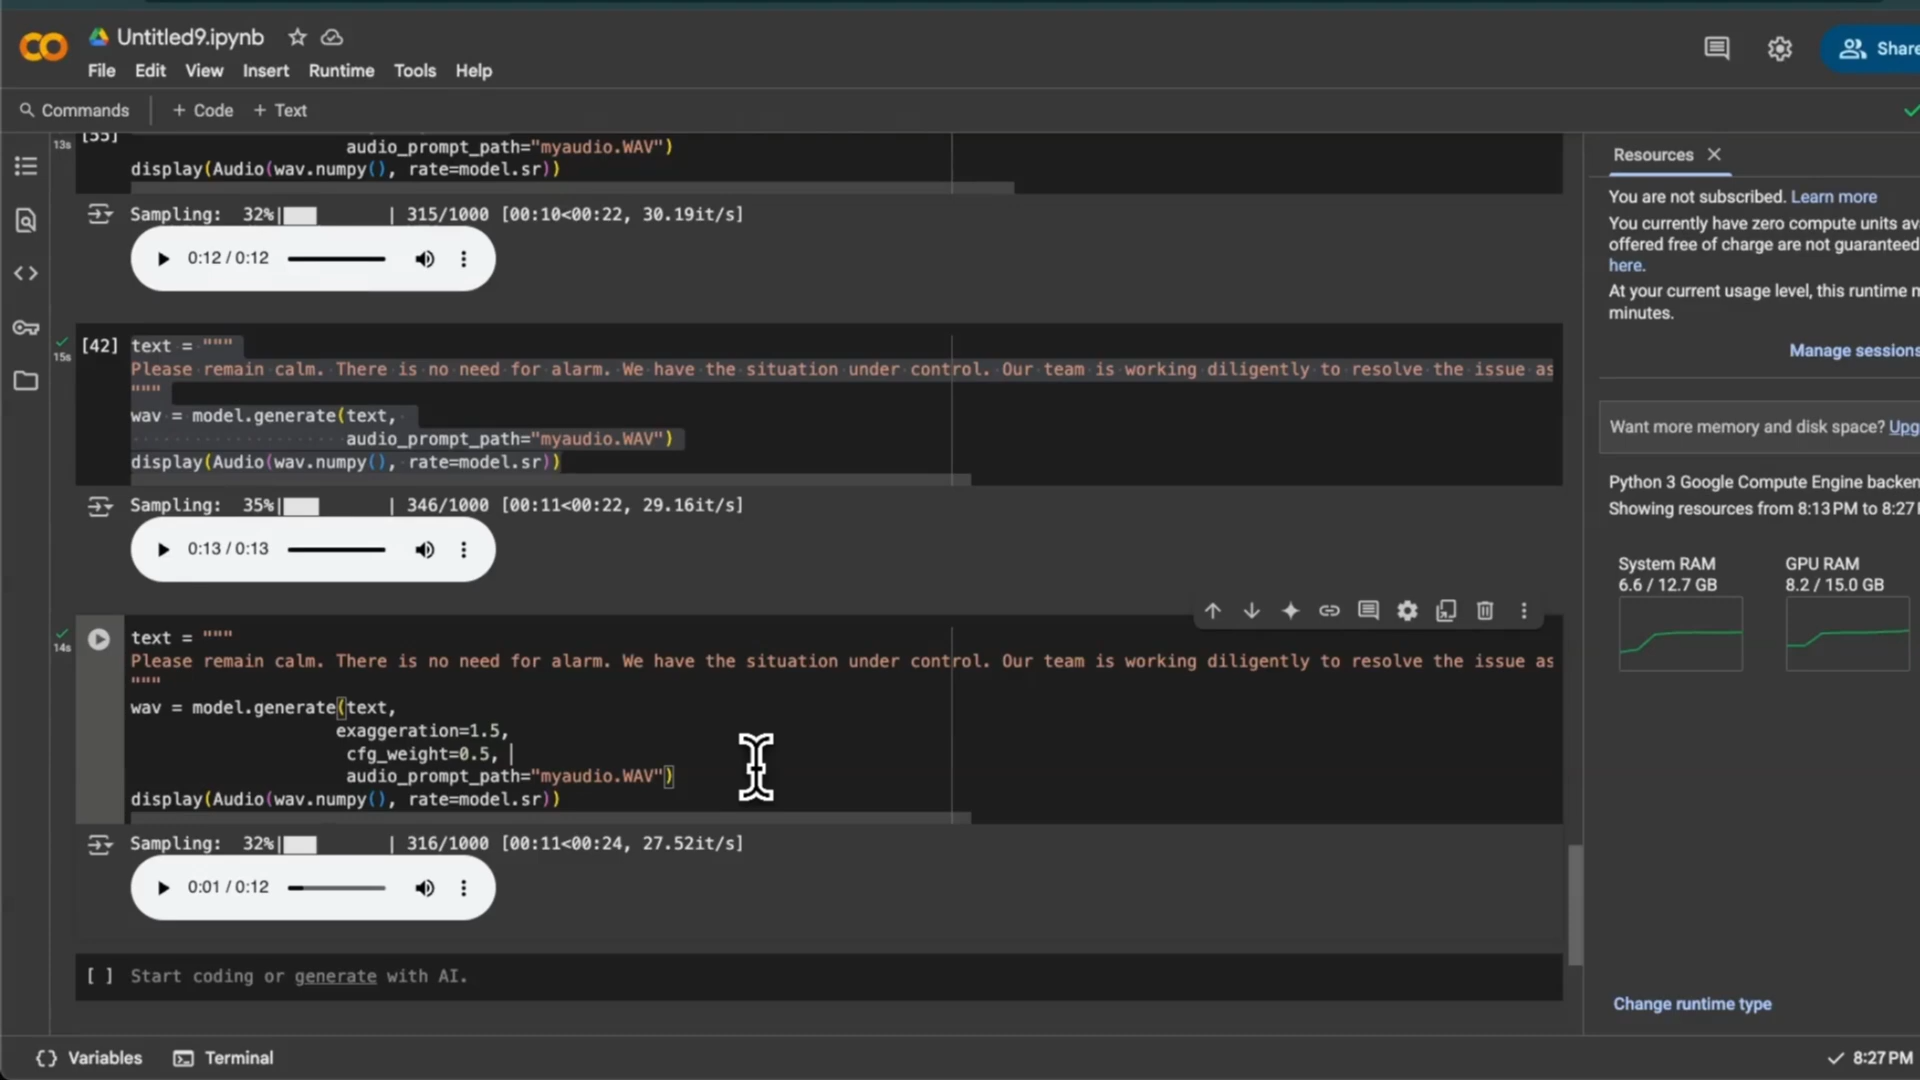 Untitled9.ipynb
File Edit View Insert Runtime Tools Help
Share
Commands + Code + Text
13s
[55]
audio_prompt_path="myaudio.WAV")
display(Audio(wav.numpy(), rate=model.sr))
Sampling: 32%| | 315/1000 [00:10<00:22, 30.19it/s]
0:12 / 0:12
15s
[42] text = """
Please remain calm. There is no need for alarm. We have the situation under control. Our team is working diligently to resolve the issue as
"""
wav = model.generate(text,
audio_prompt_path="myaudio.WAV")
display(Audio(wav.numpy(), rate=model.sr))
Sampling: 35%| | 346/1000 [00:11<00:22, 29.16it/s]
0:13 / 0:13
14s
text = """
Please remain calm. There is no need for alarm. We have the situation under control. Our team is working diligently to resolve the issue as
"""
wav = model.generate(text,
exaggeration=1.5,
cfg_weight=0.5,
audio_prompt_path="myaudio.WAV")
display(Audio(wav.numpy(), rate=model.sr))
Sampling: 32%| | 316/1000 [00:11<00:24, 27.52it/s]
0:01 / 0:12
[ ] Start coding or generate with AI.
Resources
You are not subscribed. Learn more
You currently have zero compute units
offered free of charge are not guaranteed
here.
At your current usage level, this runtime
minutes.
Manage sessions
Want more memory and disk space?
Python 3 Google Compute Engine
Showing resources from 8:13 PM to 8:27
System RAM
6.6 / 12.7 GB
GPU RAM
8.2 / 15.0 GB
Change runtime type
Variables Terminal
8:27 PM